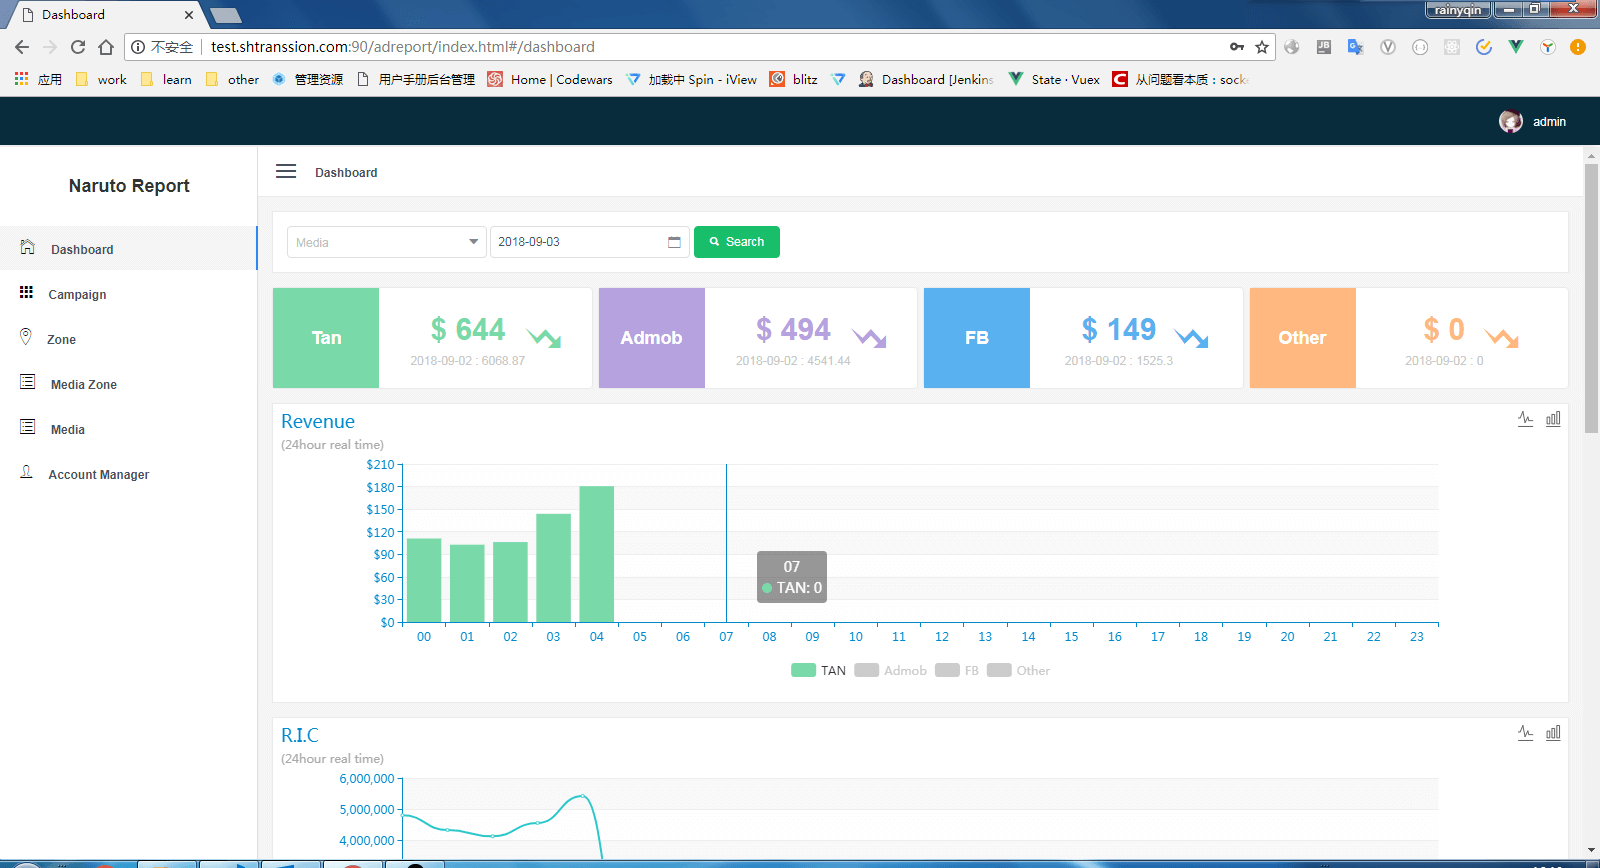 Dashboard
rainyqin
不安全 test.shtranssion.com:90/adreport/index.html#/dashboard
应用 work learn other 管理资源 用户手册后台管理 Home | Codewars 加载中 Spin - iView blitz Dashboard [Jenkins State · Vuex 从问题看本质：sock
admin
Naruto Report
Dashboard
Campaign
Zone
Media Zone
Media
Account Manager
Dashboard
Media 2018-09-03 Search
Tan $ 644
2018-09-02 : 6068.87
Admob $ 494
2018-09-02 : 4541.44
FB $ 149
2018-09-02 : 1525.3
Other $ 0
2018-09-02 : 0
Revenue
(24hour real time)
$210
$180
$150
$120
$90
$60
$30
$0
07
TAN: 0
00 01 02 03 04 05 06 07 08 09 10 11 12 13 14 15 16 17 18 19 20 21 22 23
TAN Admob FB Other
R.I.C
(24hour real time)
6,000,000
5,000,000
4,000,000